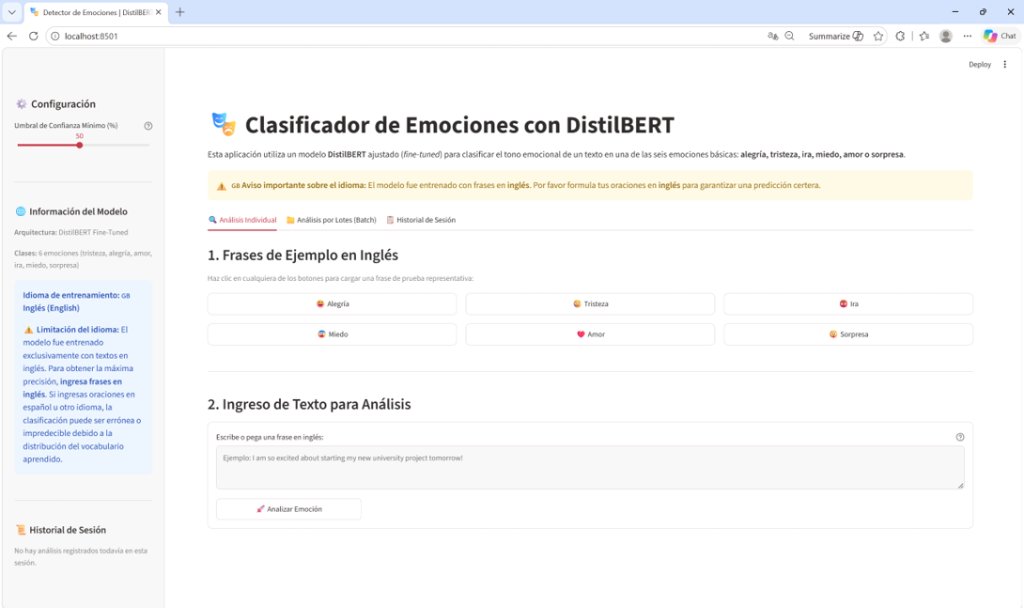 Detector de Emociones | DistilBER
localhost:8501
Summarize
Chat
Deploy
Configuración
Umbral de Confianza Mínimo (%)
50
Información del Modelo
Arquitectura: DistilBERT Fine-Tuned
Clases: 6 emociones (tristeza, alegría, amor,
ira, miedo, sorpresa)
Idioma de entrenamiento: GB
Inglés (English)
⚠️ Limitación del idioma: El
modelo fue entrenado
exclusivamente con textos en
inglés. Para obtener la máxima
precisión, ingresa frases en
inglés. Si ingresas oraciones en
español u otro idioma, la
clasificación puede ser errónea o
impredecible debido a la
distribución del vocabulario
aprendido.
Historial de Sesión
No hay análisis registrados todavía en esta
sesión.
Clasificador de Emociones con DistilBERT
Esta aplicación utiliza un modelo DistilBERT ajustado (fine-tuned) para clasificar el tono emocional de un texto en una de las seis emociones básicas: alegría, tristeza, ira, miedo, amor o sorpresa.
⚠️ GB Aviso importante sobre el idioma: El modelo fue entrenado con frases en inglés. Por favor formula tus oraciones en inglés para garantizar una predicción certera.
Análisis Individual
Análisis por Lotes (Batch)
Historial de Sesión
1. Frases de Ejemplo en Inglés
Haz clic en cualquiera de los botones para cargar una frase de prueba representativa:
Alegría
Tristeza
Ira
Miedo
Amor
Sorpresa
2. Ingreso de Texto para Análisis
Escribe o pega una frase en inglés:
Ejemplo: I am so excited about starting my new university project tomorrow!
Analizar Emoción